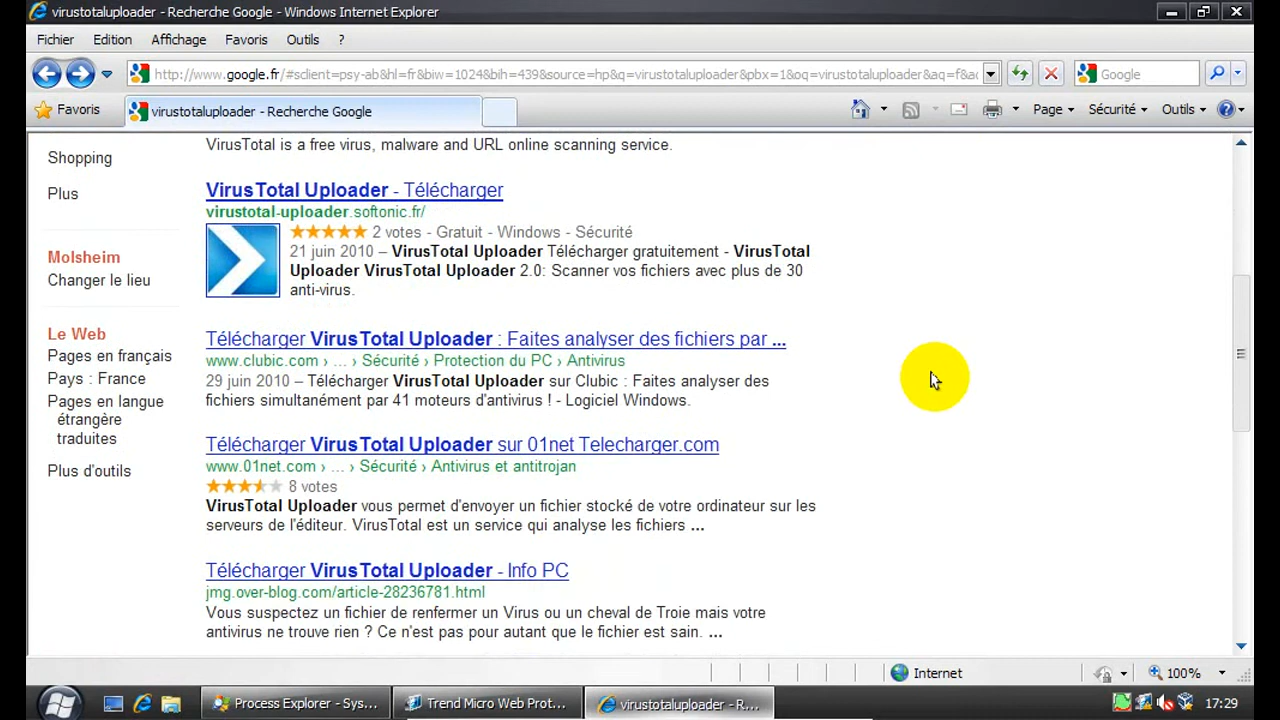 virustotaluploader - Recherche Google - Windows Internet Explorer
Fichier Edition Affichage Favoris Outils ?
http://www.google.fr/#sclient=psy-ab&hl=fr&biw=1024&bih=439&source=hp&q=virustotaluploader&pbx=1&oq=virustotaluploader&aq=f&a
Google
Favoris
virustotaluploader - Recherche Google
Page Sécurité Outils
Shopping
Plus
Molsheim
Changer le lieu
Le Web
Pages en français
Pays : France
Pages en langue
étrangère
traduites
Plus d'outils
VirusTotal is a free virus, malware and URL online scanning service.
VirusTotal Uploader - Télécharger
virustotal-uploader.softonic.fr/
2 votes - Gratuit - Windows - Sécurité
21 juin 2010 – VirusTotal Uploader Télécharger gratuitement - VirusTotal
Uploader VirusTotal Uploader 2.0: Scanner vos fichiers avec plus de 30
anti-virus.
Télécharger VirusTotal Uploader : Faites analyser des fichiers par ...
www.clubic.com › ... › Sécurité › Protection du PC › Antivirus
29 juin 2010 – Télécharger VirusTotal Uploader sur Clubic : Faites analyser des
fichiers simultanément par 41 moteurs d'antivirus ! - Logiciel Windows.
Télécharger VirusTotal Uploader sur 01net Telecharger.com
www.01net.com › ... › Sécurité › Antivirus et antitrojan
8 votes
VirusTotal Uploader vous permet d'envoyer un fichier stocké de votre ordinateur sur les
serveurs de l'éditeur. VirusTotal est un service qui analyse les fichiers ...
Télécharger VirusTotal Uploader - Info PC
jmg.over-blog.com/article-28236781.html
Vous suspectez un fichier de renfermer un Virus ou un cheval de Troie mais votre
antivirus ne trouve rien ? Ce n'est pas pour autant que le fichier est sain. ...
Internet
100%
Process Explorer - Sys...
Trend Micro Web Prot...
virustotaluploader - R...
17:29